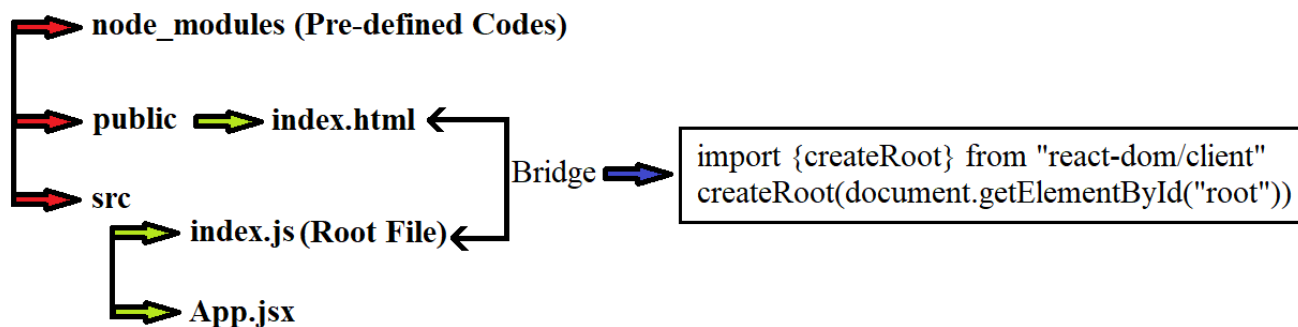 node_modules (Pre-defined Codes)
public
index.html
Bridge
import {createRoot} from "react-dom/client"
createRoot(document.getElementById("root"))
src
index.js (Root File)
App.jsx